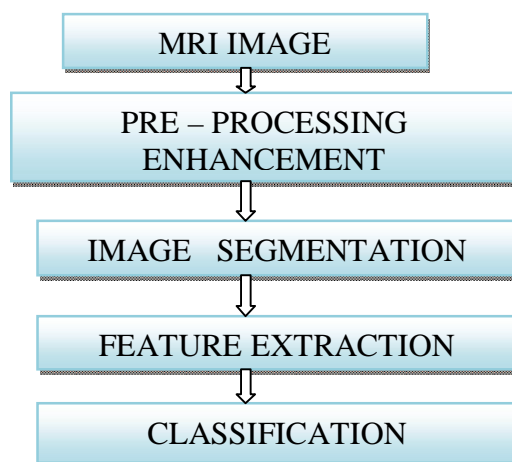 MRI IMAGE
PRE – PROCESSING
ENHANCEMENT
IMAGE SEGMENTATION
FEATURE EXTRACTION
CLASSIFICATION